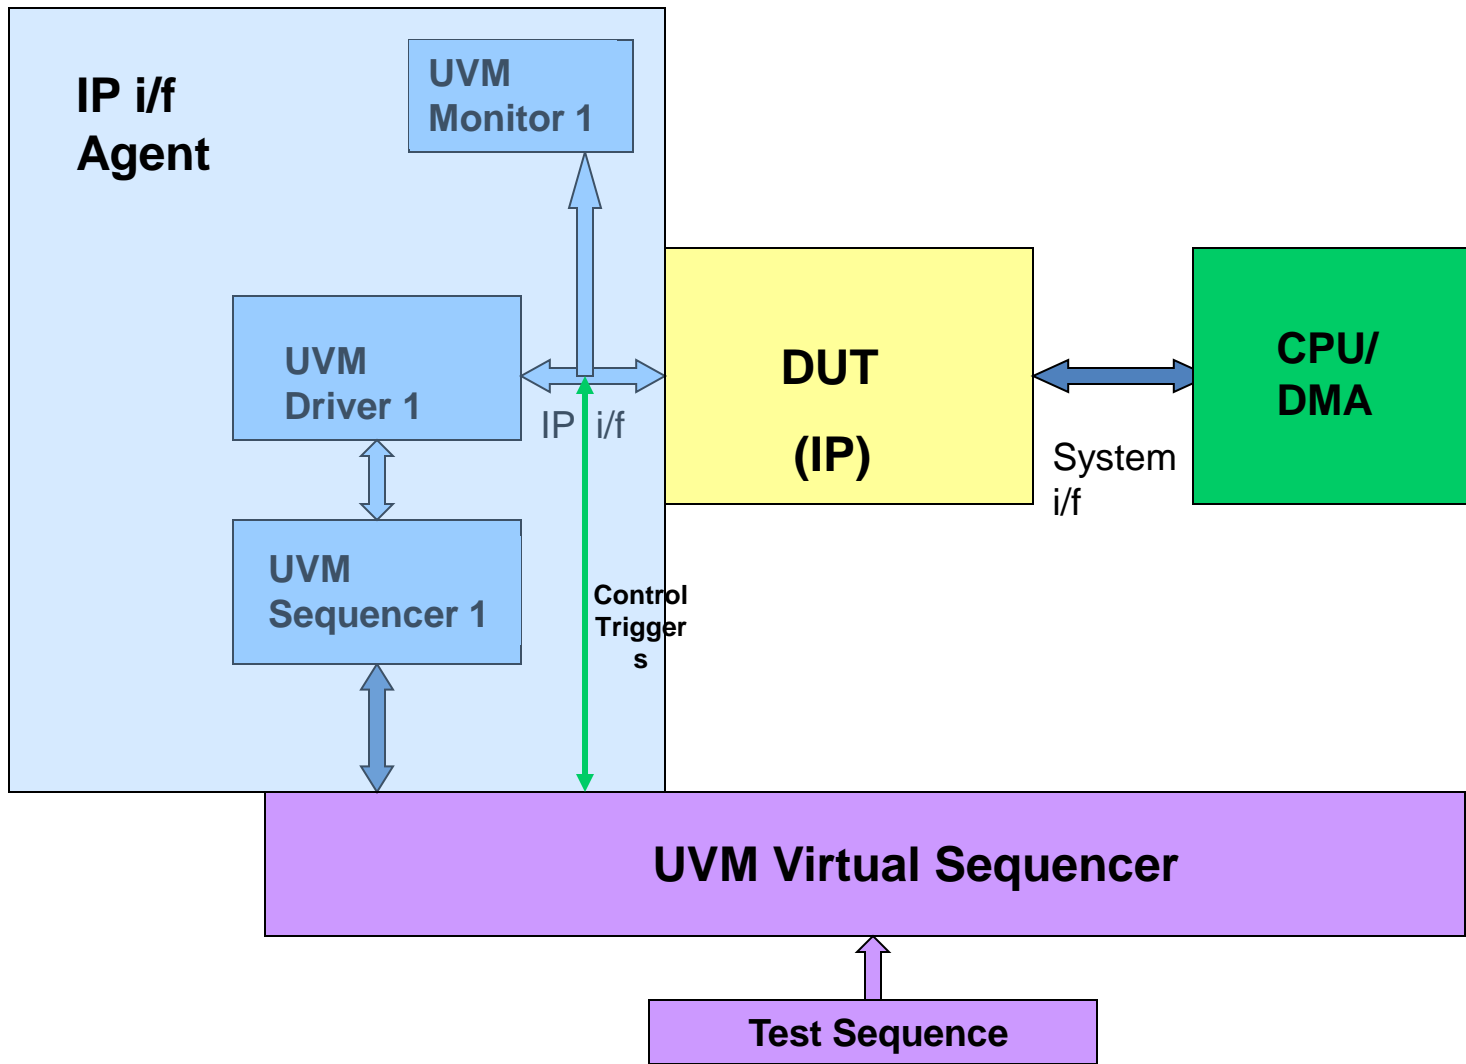 IP i/f
Agent
UVM
Monitor 1
UVM
Driver 1
IP i/f
DUT
(IP)
System
i/f
CPU/
DMA
UVM
Sequencer 1
Control
Trigger
s
UVM Virtual Sequencer
Test Sequence